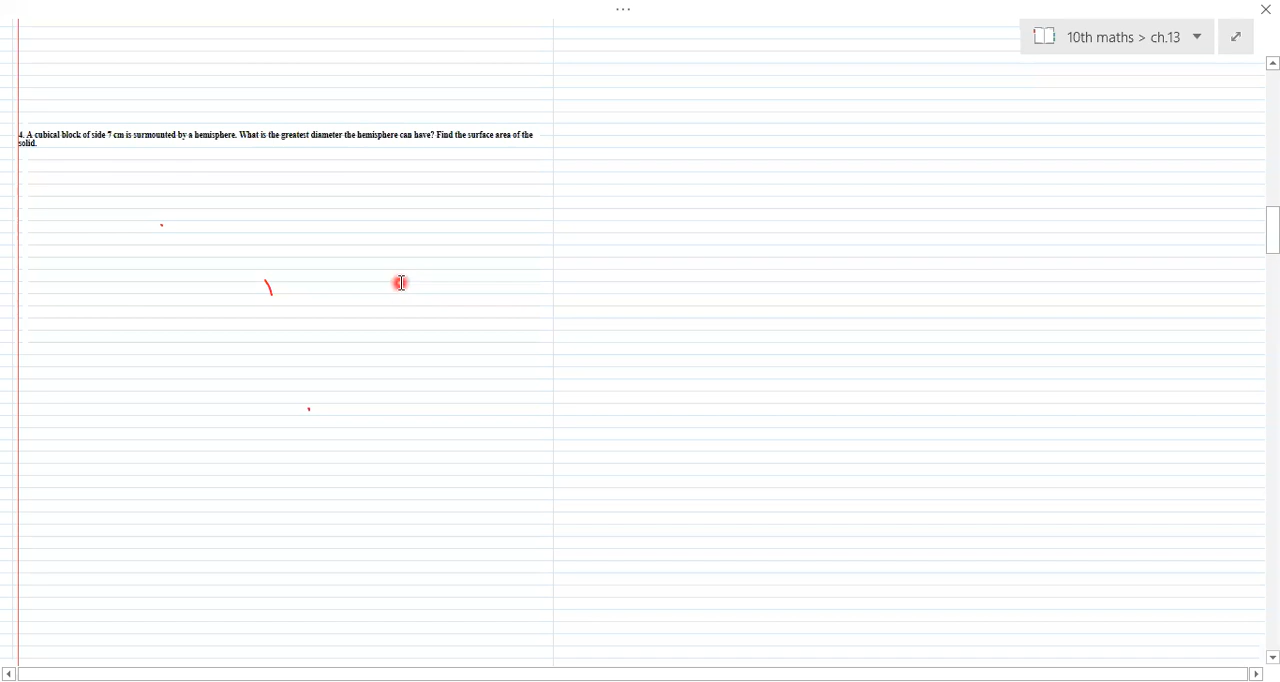 10th maths > ch.13
4. A cubical block of side 7 cm is surmounted by a hemisphere. What is the greatest diameter the hemisphere can have? Find the surface area of the
solid.